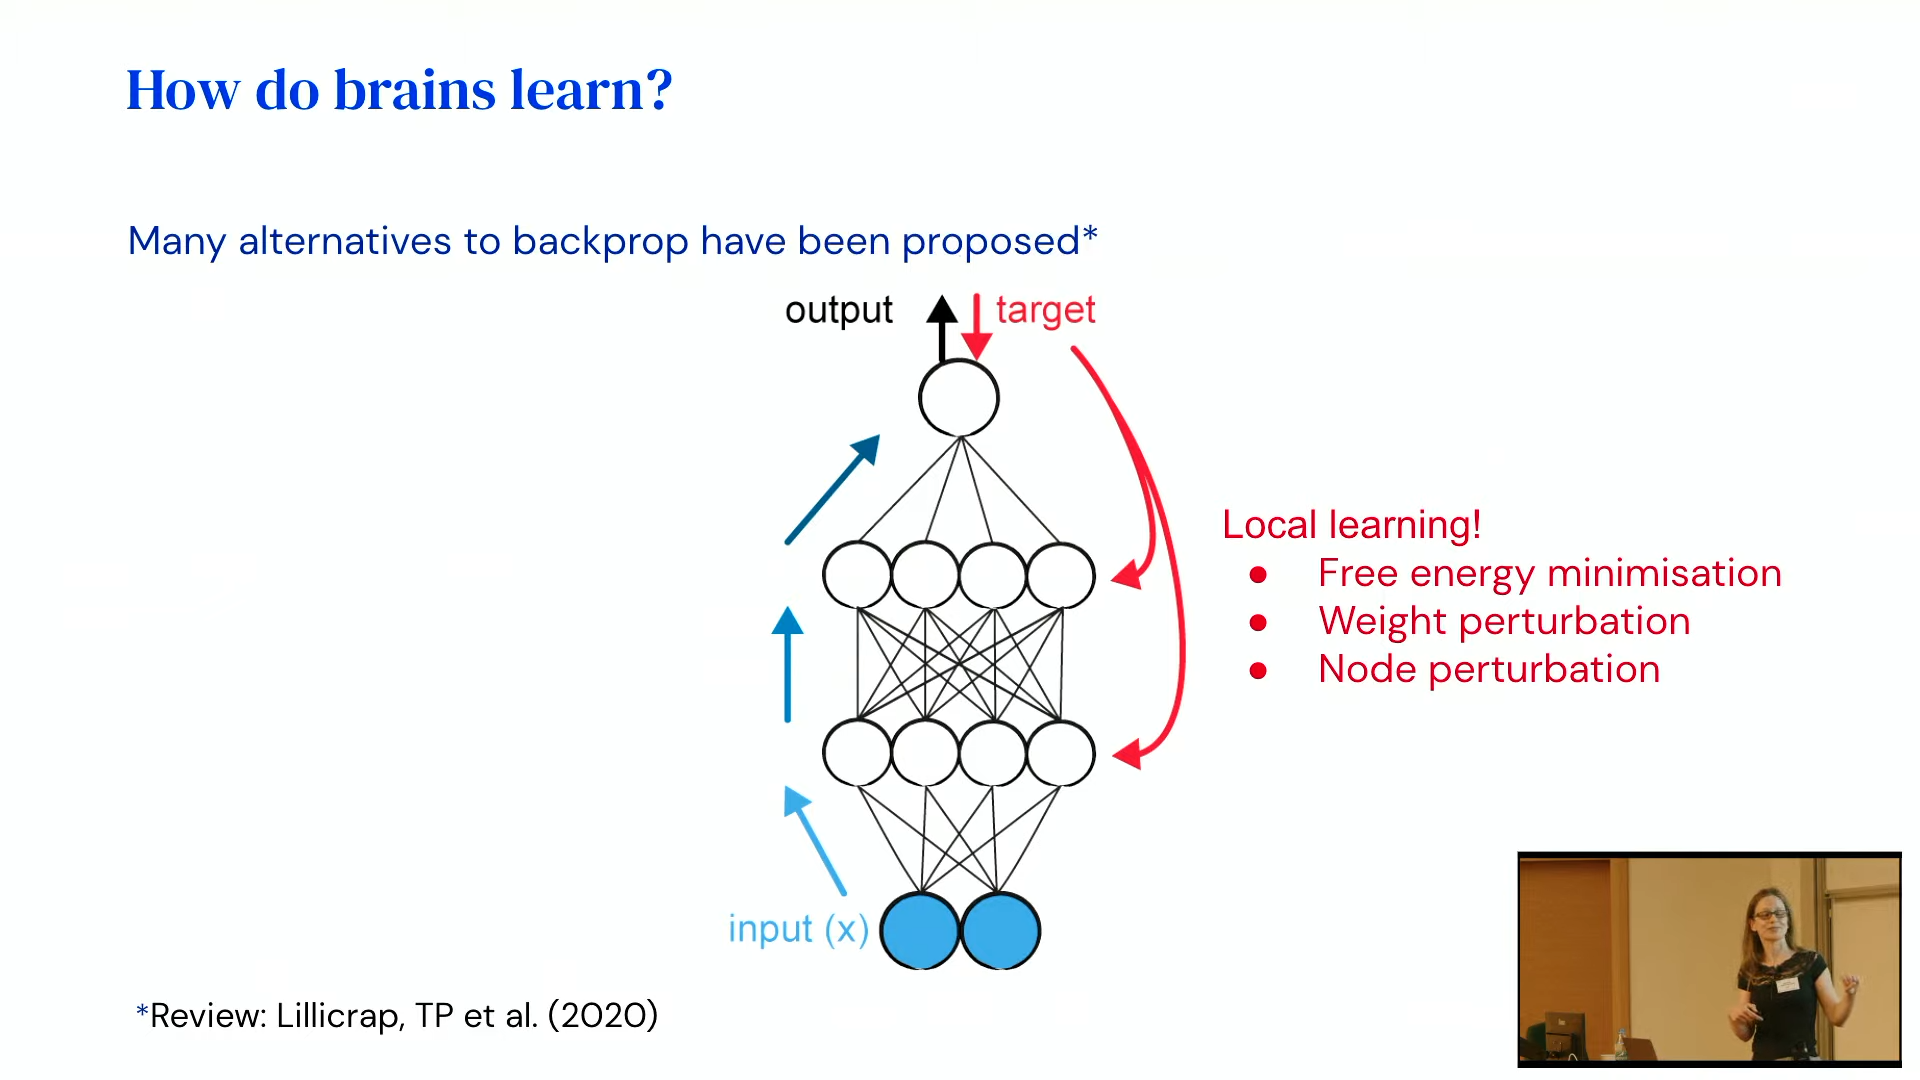 How do brains learn?
Many alternatives to backprop have been proposed*
output
target
Local learning!
● Free energy minimisation
● Weight perturbation
● Node perturbation
input (x)
*Review: Lillicrap, TP et al. (2020)